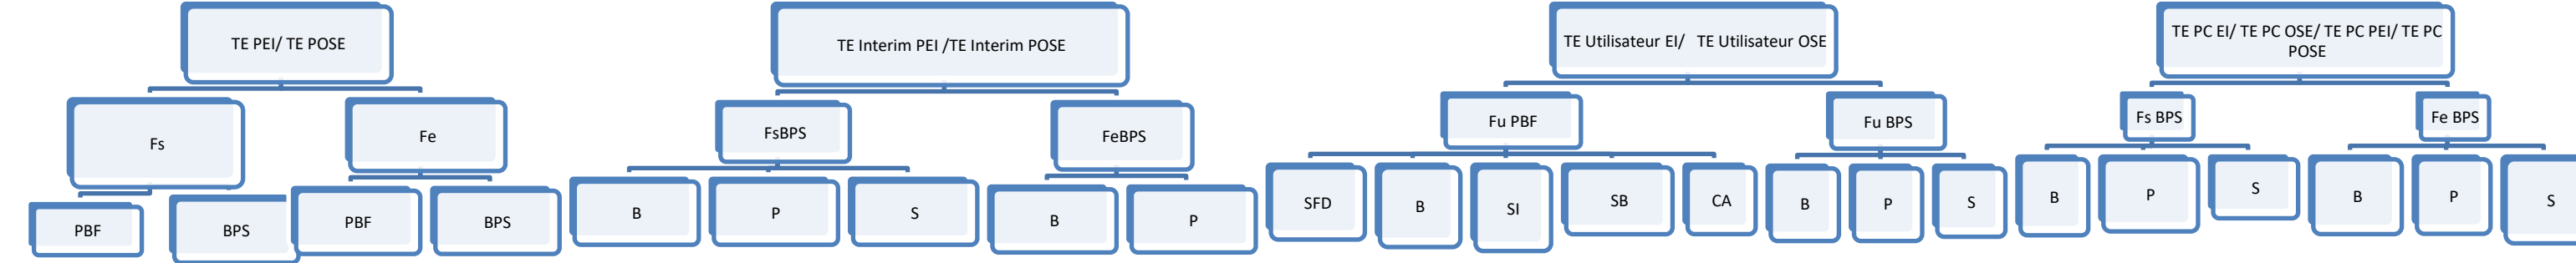 TE PEI/ TE POSE
TE Interim PEI /TE Interim POSE
TE Utilisateur EI/ TE Utilisateur OSE
TE PC EI/ TE PC OSE/ TE PC PEI/ TE PC
POSE
Fs
Fe
FsBPS
FeBPS
Fu PBF
Fu BPS
Fs BPS
Fe BPS
PBF
BPS
PBF
BPS
B
P
S
B
P
SFD
B
SI
SB
CA
B
P
S
B
P
S
B
P
S